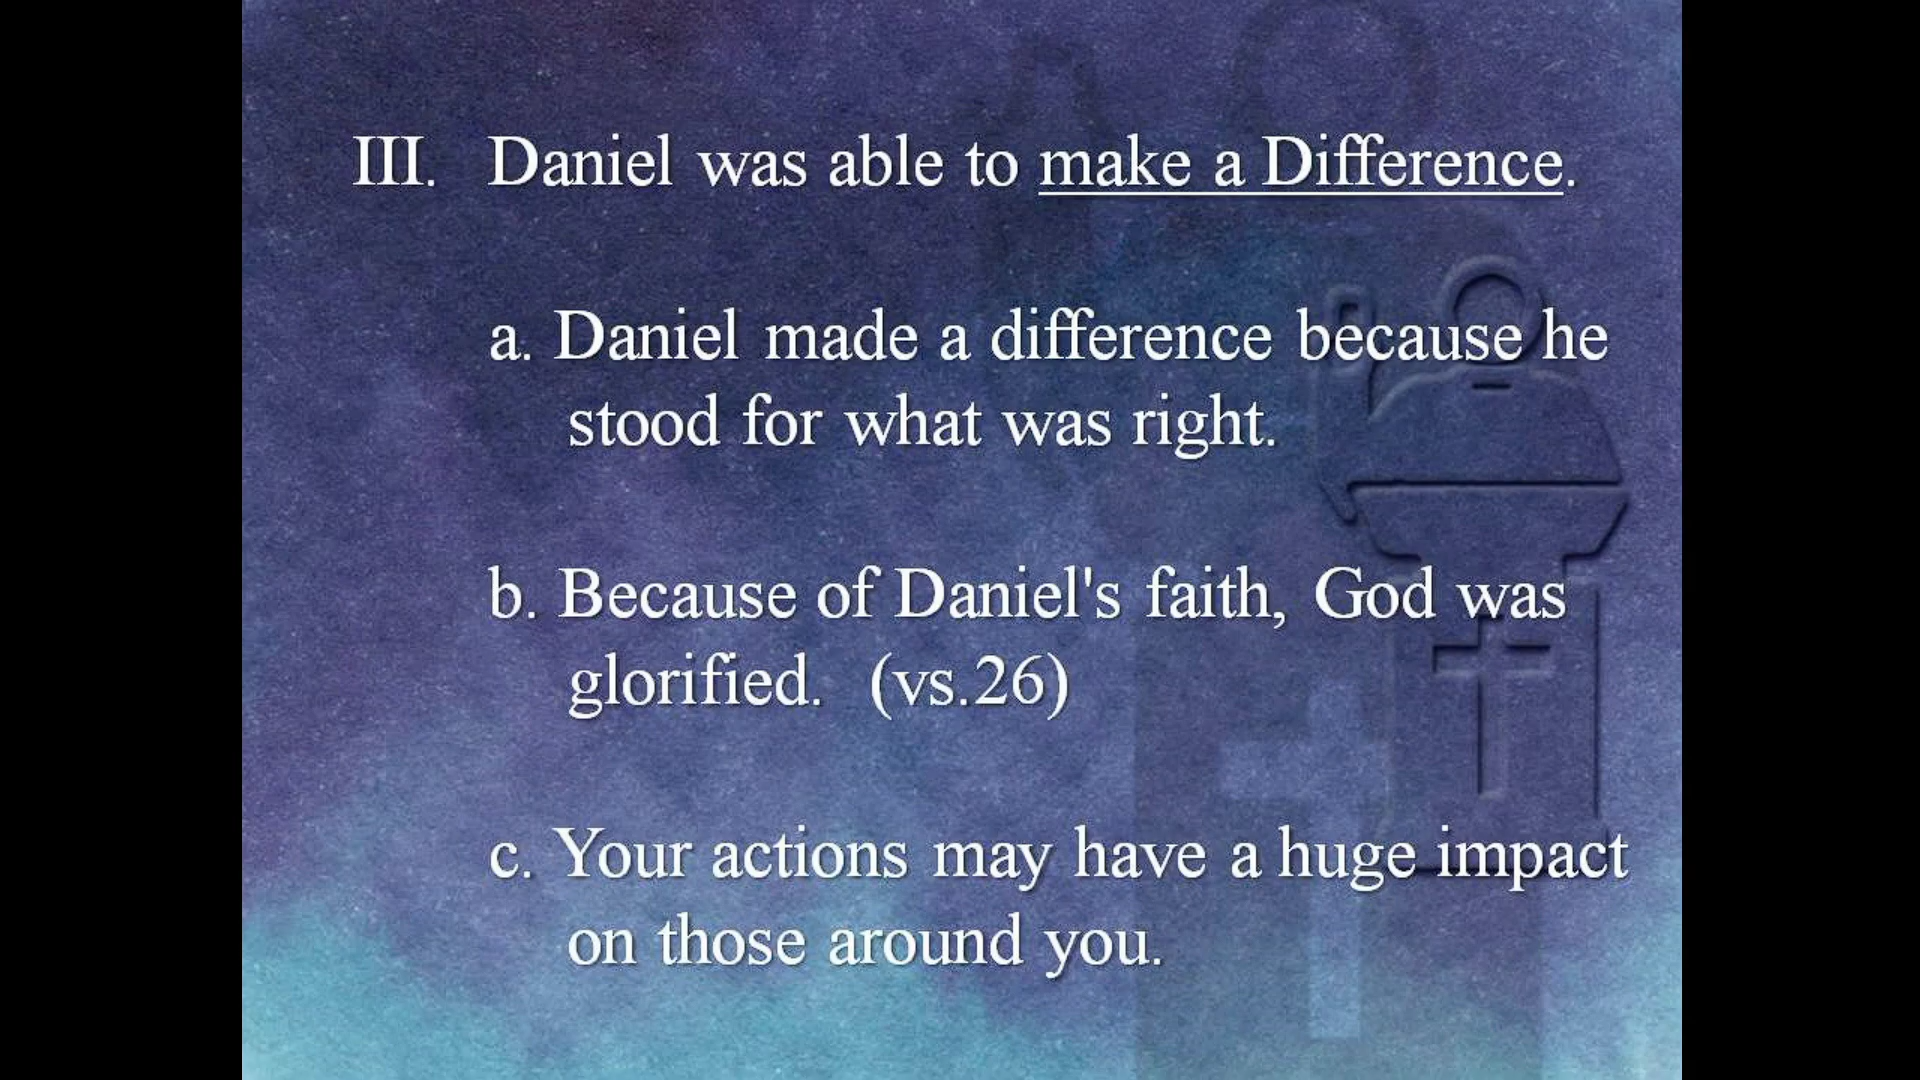 III. Daniel was able to make a Difference.
a. Daniel made a difference because he
stood for what was right.
b. Because of Daniel's faith, God was
glorified. (vs.26)
c. Your actions may have a huge impact
on those around you.